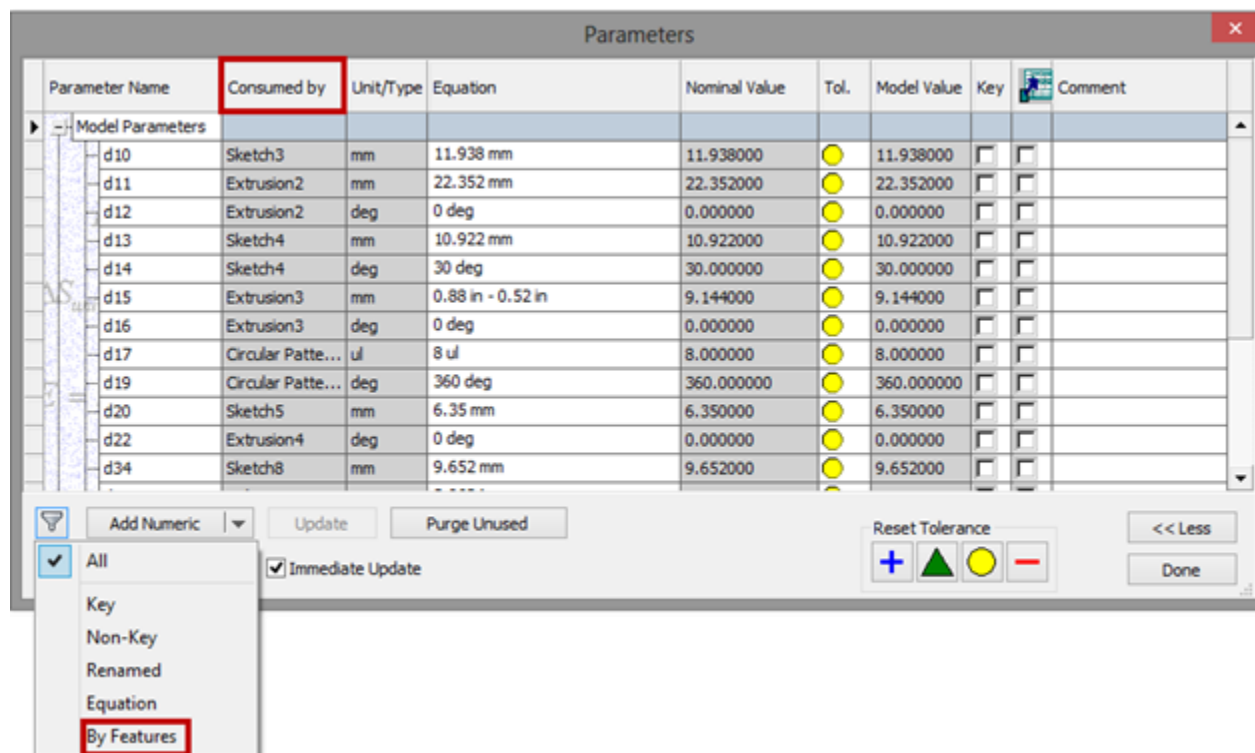 Parameters
Parameter Name Consumed by Unit/Type Equation Nominal Value Tol. Model Value Key Comment
Model Parameters
d10 Sketch3 mm 11.938 mm 11.938000 11.938000
d11 Extrusion2 mm 22.352 mm 22.352000 22.352000
d12 Extrusion2 deg 0 deg 0.000000 0.000000
d13 Sketch4 mm 10.922 mm 10.922000 10.922000
d14 Sketch4 deg 30 deg 30.000000 30.000000
d15 Extrusion3 mm 0.88 in - 0.52 in 9.144000 9.144000
d16 Extrusion3 deg 0 deg 0.000000 0.000000
d17 Circular Patte... ul 8 ul 8.000000 8.000000
d19 Circular Patte... deg 360 deg 360.000000 360.000000
d20 Sketch5 mm 6.35 mm 6.350000 6.350000
d22 Extrusion4 deg 0 deg 0.000000 0.000000
d34 Sketch8 mm 9.652 mm 9.652000 9.652000
Add Numeric Update Purge Unused Reset Tolerance << Less
All Immediate Update Done
Key
Non-Key
Renamed
Equation
By Features